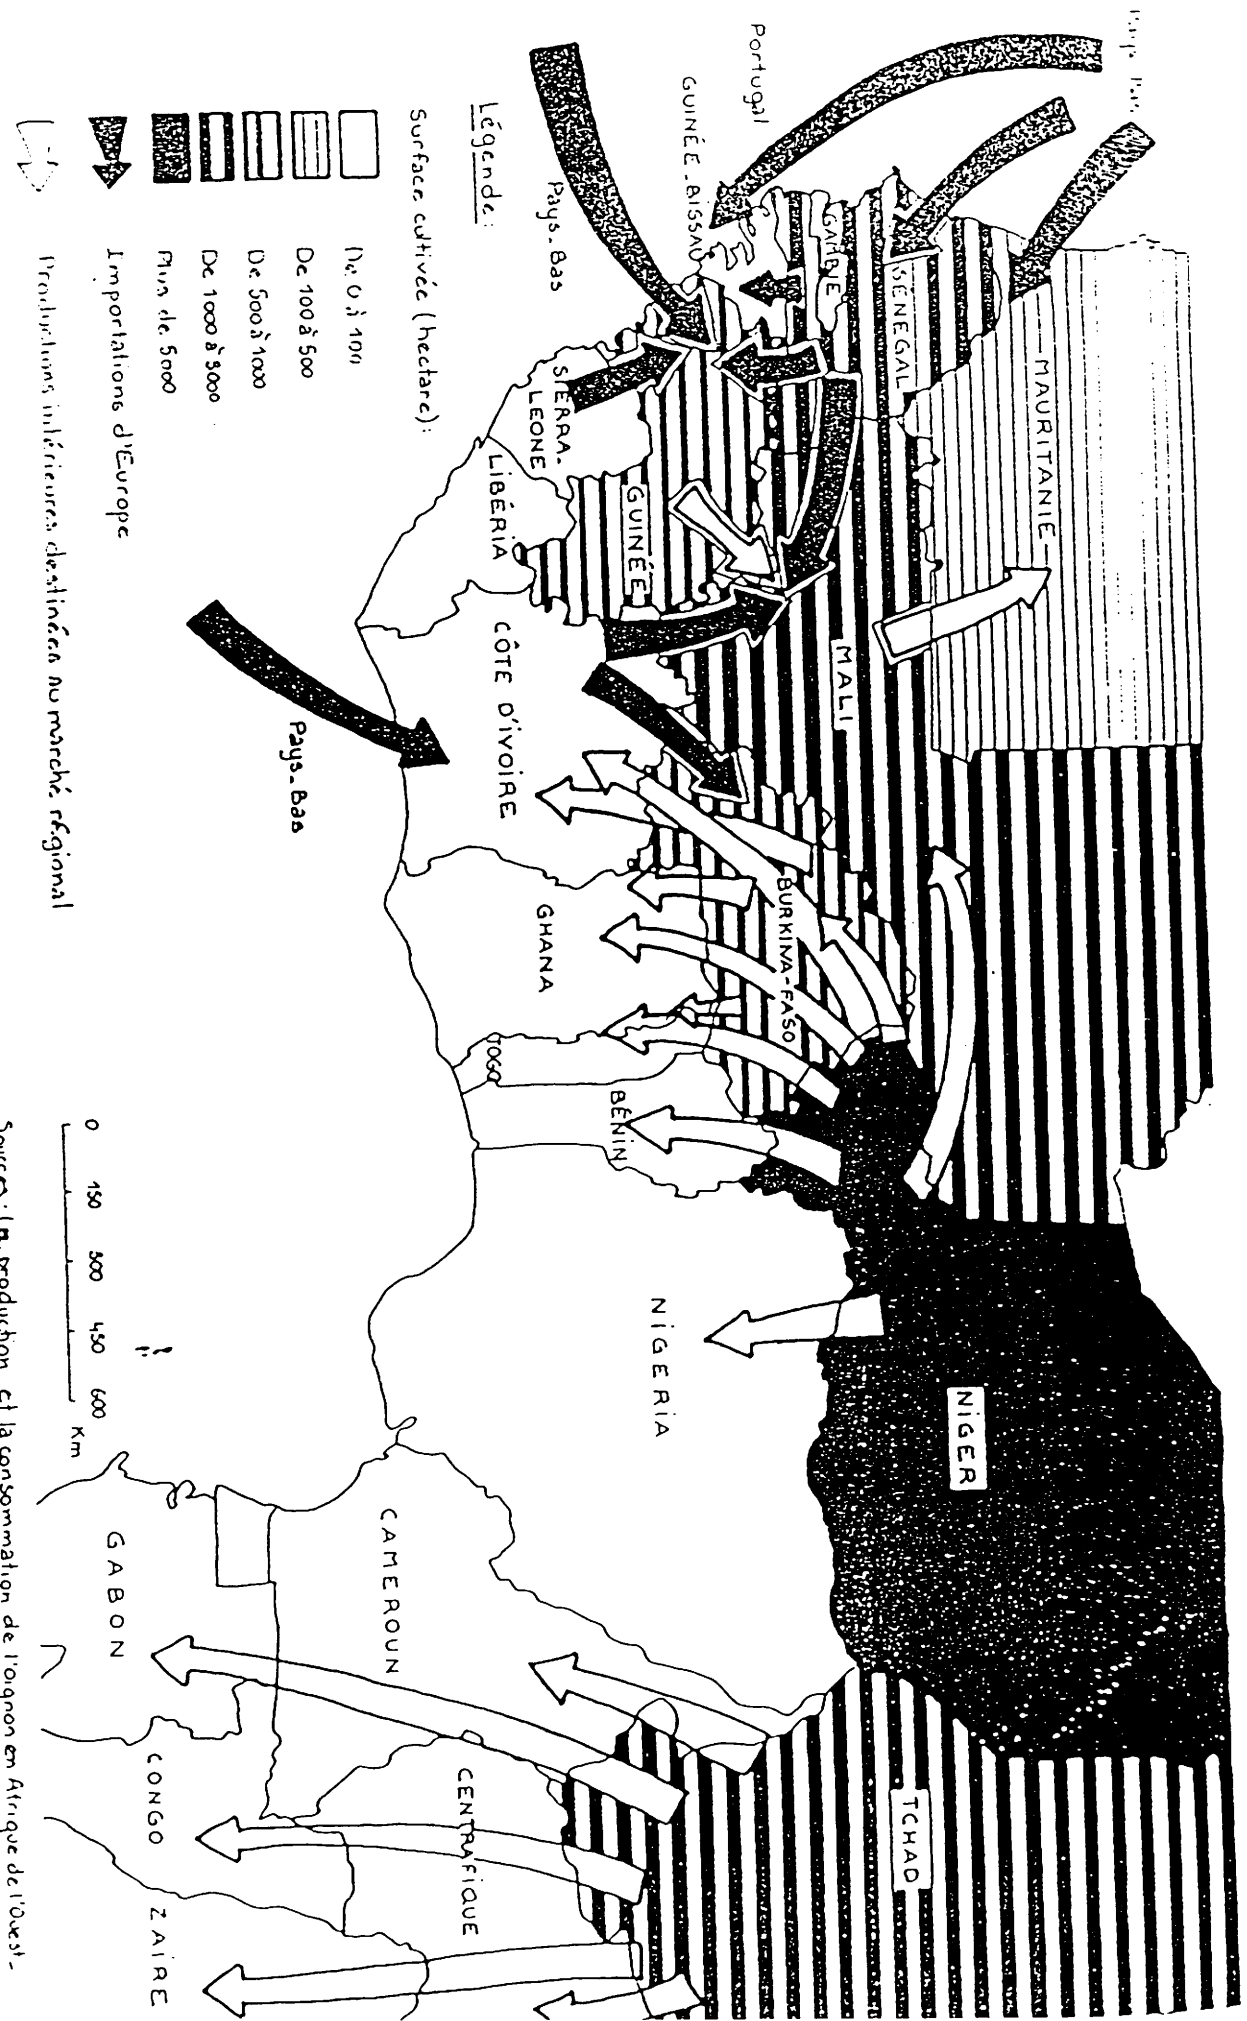 MAURITANIE
SÉNÉGAL
GAMBIE
GUINÉE-BISSAU
Portugal
Pays-Bas
MALI
NIGER
TCHAD
BURKINA-FASO
GUINÉE
SIERRA-
LEONE
LIBÉRIA
CÔTE D'IVOIRE
GHANA
TOGO
BÉNIN
NIGERIA
CAMEROUN
CENTRAFIQUE
GABON
CONGO
ZAIRE
Pays-Bas
Légende:
Surface cultivée (hectare):
De 0 à 100
De 100 à 500
De 500 à 1000
De 1000 à 5000
Plus de 5000
Importations d'Europe
Productions intérieures destinées au marché régional
0 150 300 450 600 Km
Sources: La production et la consommation de l'oignon en Afrique de l'Ouest-